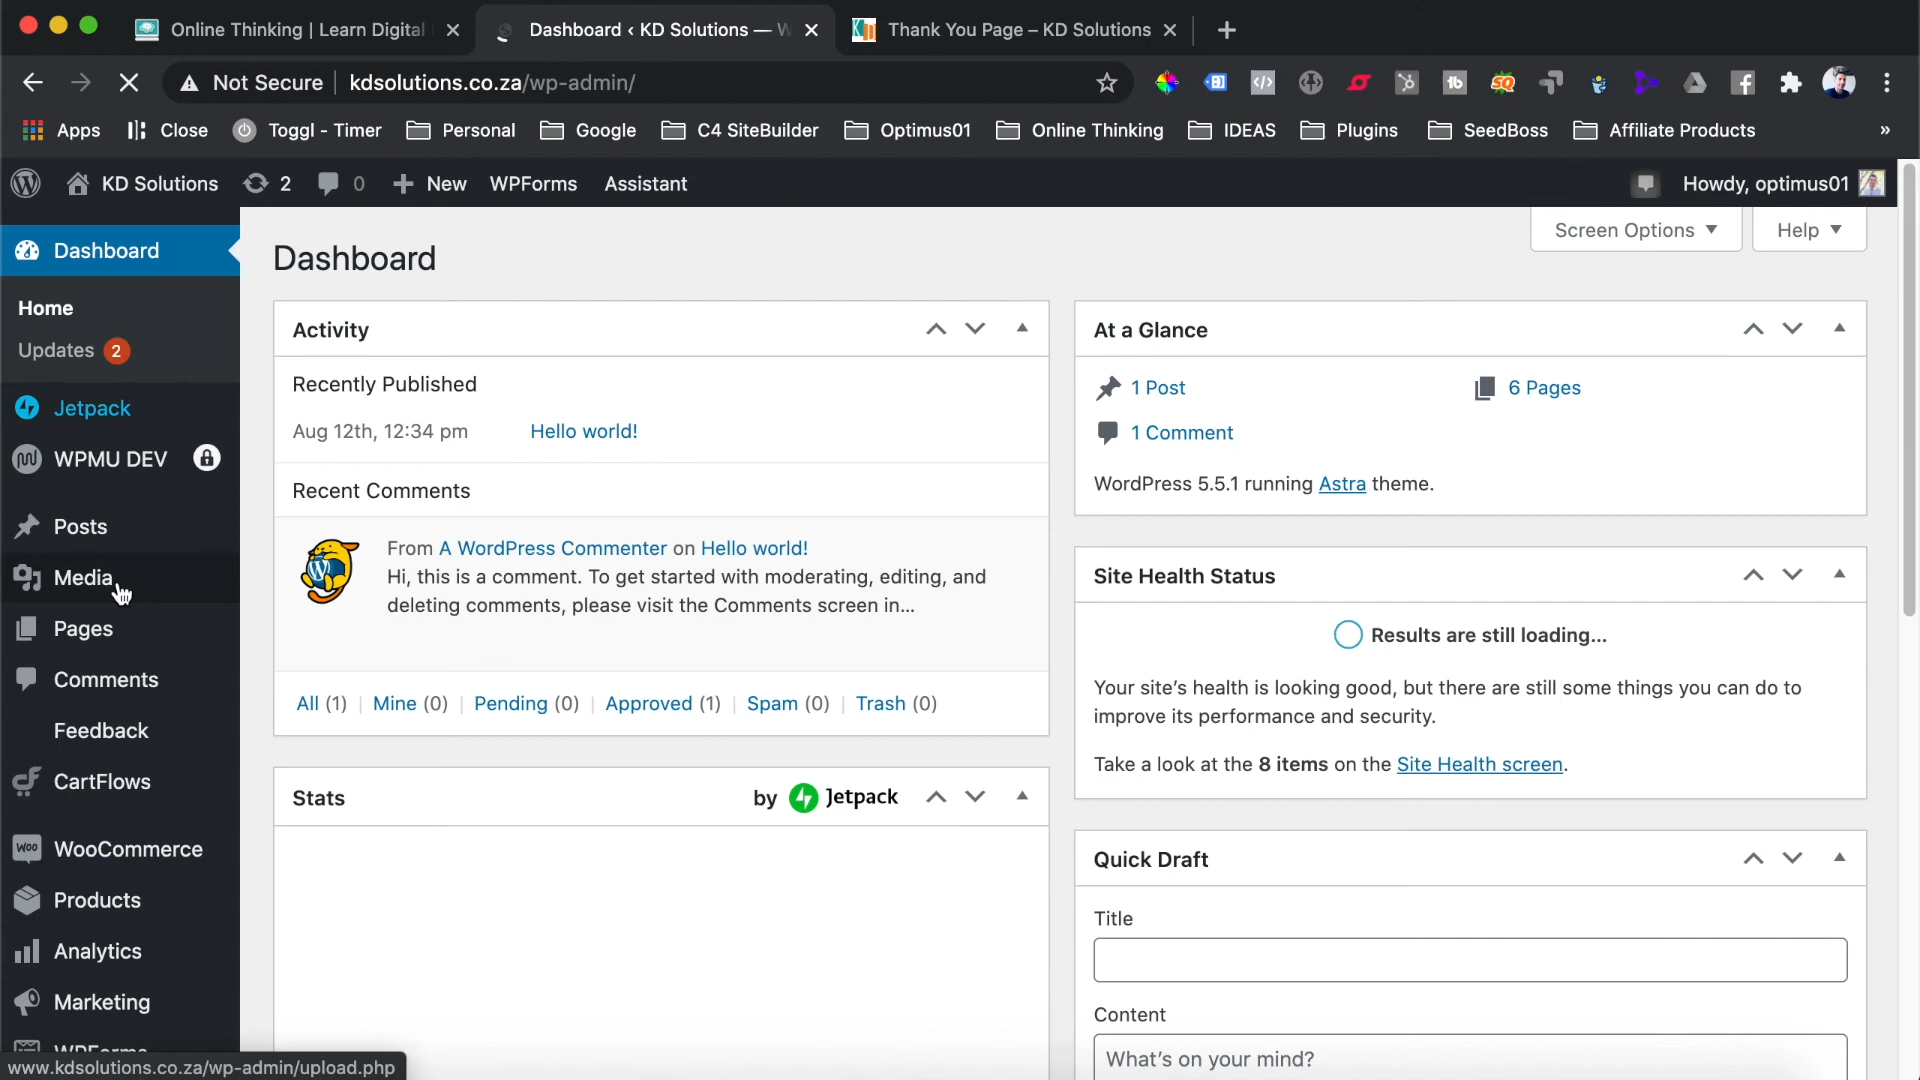 Online Thinking | Learn Digital
Dashboard ‹ KD Solutions — W
Thank You Page – KD Solutions
Not Secure
kdsolutions.co.za/wp-admin/
Apps
Close
Toggl - Timer
Personal
Google
C4 SiteBuilder
Optimus01
Online Thinking
IDEAS
Plugins
SeedBoss
Affiliate Products
»
KD Solutions
2
0
New
WPForms
Assistant
Howdy, optimus01
Dashboard
Home
Updates 2
Jetpack
WPMU DEV
Posts
Media
Pages
Comments
Feedback
CartFlows
WooCommerce
Products
Analytics
Marketing
WPForms
www.kdsolutions.co.za/wp-admin/upload.php
Screen Options
Help
Dashboard
Activity
Recently Published
Aug 12th, 12:34 pm
Hello world!
Recent Comments
From A WordPress Commenter on Hello world!
Hi, this is a comment. To get started with moderating, editing, and
deleting comments, please visit the Comments screen in...
All (1) | Mine (0) | Pending (0) | Approved (1) | Spam (0) | Trash (0)
Stats
by Jetpack
At a Glance
1 Post
6 Pages
1 Comment
WordPress 5.5.1 running Astra theme.
Site Health Status
Results are still loading...
Your site's health is looking good, but there are still some things you can do to
improve its performance and security.
Take a look at the 8 items on the Site Health screen.
Quick Draft
Title
Content
What's on your mind?